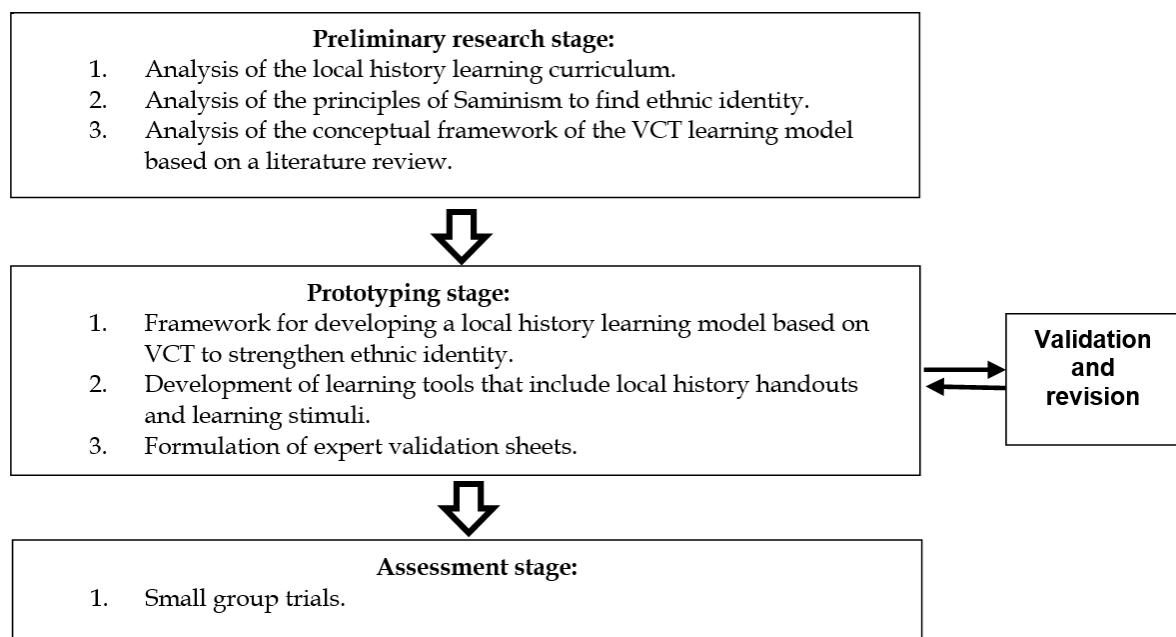 Preliminary research stage:
1. Analysis of the local history learning curriculum.
2. Analysis of the principles of Saminism to find ethnic identity.
3. Analysis of the conceptual framework of the VCT learning model
based on a literature review.
Prototyping stage:
1. Framework for developing a local history learning model based on
VCT to strengthen ethnic identity.
2. Development of learning tools that include local history handouts
and learning stimuli.
3. Formulation of expert validation sheets.
Validation
and
revision
Assessment stage:
1. Small group trials.